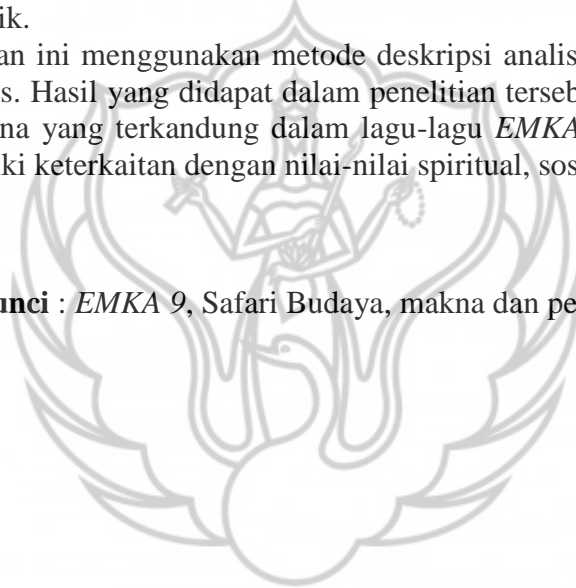 ik.
an ini menggunakan metode deskripsi analis
s. Hasil yang didapat dalam penelitian terseb
na yang terkandung dalam lagu-lagu EMKA
ki keterkaitan dengan nilai-nilai spiritual, sos
unci : EMKA 9, Safari Budaya, makna dan pe